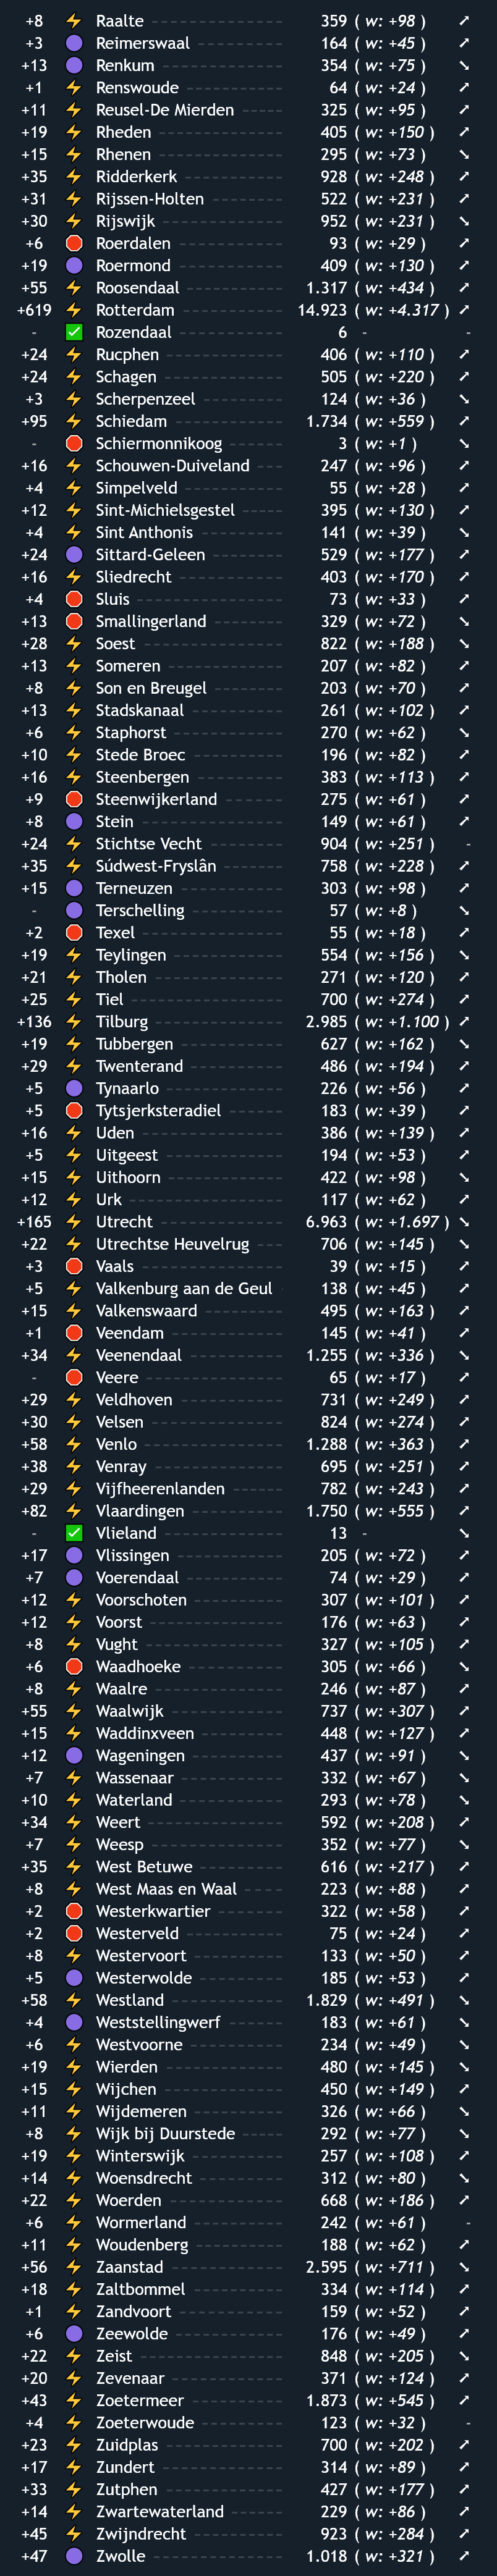 +8 ⚡ Raalte 359 ( w: +98 ) ➚
+3 🟣 Reimerswaal 164 ( w: +45 ) ➚
+13 🟣 Renkum 354 ( w: +75 ) ➘
+1 ⚡ Renswoude 64 ( w: +24 ) ➚
+11 ⚡ Reusel-De Mierden 325 ( w: +95 ) ➚
+19 ⚡ Rheden 405 ( w: +150 ) ➚
+15 ⚡ Rhenen 295 ( w: +73 ) ➘
+35 ⚡ Ridderkerk 928 ( w: +248 ) ➚
+31 ⚡ Rijssen-Holten 522 ( w: +231 ) ➚
+30 ⚡ Rijswijk 952 ( w: +231 ) ➘
+6 🛑 Roerdalen 93 ( w: +29 ) ➚
+19 🟣 Roermond 409 ( w: +130 ) ➚
+55 ⚡ Roosendaal 1.317 ( w: +434 ) ➚
+619 ⚡ Rotterdam 14.923 ( w: +4.317 ) ➚
- ✅ Rozendaal 6 - -
+24 ⚡ Rucphen 406 ( w: +110 ) ➚
+24 ⚡ Schagen 505 ( w: +220 ) ➚
+3 ⚡ Scherpenzeel 124 ( w: +36 ) ➘
+95 ⚡ Schiedam 1.734 ( w: +559 ) ➚
- 🛑 Schiermonnikoog 3 ( w: +1 ) ➘
+16 ⚡ Schouwen-Duiveland 247 ( w: +96 ) ➚
+4 ⚡ Simpelveld 55 ( w: +28 ) ➚
+12 ⚡ Sint-Michielsgestel 395 ( w: +130 ) ➚
+4 ⚡ Sint Anthonis 141 ( w: +39 ) ➘
+24 🟣 Sittard-Geleen 529 ( w: +177 ) ➚
+16 ⚡ Sliedrecht 403 ( w: +170 ) ➚
+4 🛑 Sluis 73 ( w: +33 ) ➚
+13 🛑 Smallingerland 329 ( w: +72 ) ➘
+28 ⚡ Soest 822 ( w: +188 ) ➚
+13 ⚡ Someren 207 ( w: +82 ) ➚
+8 ⚡ Son en Breugel 203 ( w: +70 ) ➚
+13 ⚡ Stadskanaal 261 ( w: +102 ) ➚
+6 ⚡ Staphorst 270 ( w: +62 ) ➘
+10 ⚡ Stede Broec 196 ( w: +82 ) ➚
+16 ⚡ Steenbergen 383 ( w: +113 ) ➚
+9 🛑 Steenwijkerland 275 ( w: +61 ) ➚
+8 🟣 Stein 149 ( w: +61 ) ➚
+24 ⚡ Stichtse Vecht 904 ( w: +251 ) -
+35 ⚡ Súdwest-Fryslân 758 ( w: +228 ) ➚
+15 🟣 Terneuzen 303 ( w: +98 ) ➚
- 🟣 Terschelling 57 ( w: +8 ) ➘
+2 🛑 Texel 55 ( w: +18 ) ➚
+19 ⚡ Teylingen 554 ( w: +156 ) ➘
+21 ⚡ Tholen 271 ( w: +120 ) ➚
+25 ⚡ Tiel 700 ( w: +274 ) ➚
+136 ⚡ Tilburg 2.985 ( w: +1.100 ) ➚
+19 ⚡ Tubbergen 627 ( w: +162 ) ➘
+29 ⚡ Twenterand 486 ( w: +194 ) ➚
+5 🟣 Tynaarlo 226 ( w: +56 ) ➚
+5 🛑 Tytsjerksteradiel 183 ( w: +39 ) ➚
+16 ⚡ Uden 386 ( w: +139 ) ➚
+5 ⚡ Uitgeest 194 ( w: +53 ) ➚
+15 ⚡ Uithoorn 422 ( w: +98 ) ➘
+12 ⚡ Urk 117 ( w: +62 ) ➚
+165 ⚡ Utrecht 6.963 ( w: +1.697 ) ➘
+22 ⚡ Utrechtse Heuvelrug 706 ( w: +145 ) ➘
+3 🛑 Vaals 39 ( w: +15 ) ➚
+5 ⚡ Valkenburg aan de Geul 138 ( w: +45 ) ➚
+15 ⚡ Valkenswaard 495 ( w: +163 ) ➚
+1 🛑 Veendam 145 ( w: +41 ) ➚
+34 ⚡ Veenendaal 1.255 ( w: +336 ) ➘
- 🛑 Veere 65 ( w: +17 ) ➚
+29 ⚡ Veldhoven 731 ( w: +249 ) ➚
+30 ⚡ Velsen 824 ( w: +274 ) ➚
+58 ⚡ Venlo 1.288 ( w: +363 ) ➚
+38 ⚡ Venray 695 ( w: +251 ) ➚
+29 ⚡ Vijfheerenlanden 782 ( w: +243 ) ➚
+82 ⚡ Vlaardingen 1.750 ( w: +555 ) ➚
- ✅ Vlieland 13 - ➘
+17 🟣 Vlissingen 205 ( w: +72 ) ➚
+7 🟣 Voerendaal 74 ( w: +29 ) ➚
+12 ⚡ Voorschoten 307 ( w: +101 ) ➚
+12 ⚡ Voorst 176 ( w: +63 ) ➚
+8 ⚡ Vught 327 ( w: +105 ) ➚
+6 🛑 Waadhoeke 305 ( w: +66 ) ➘
+8 ⚡ Waalre 246 ( w: +87 ) ➚
+55 ⚡ Waalwijk 737 ( w: +307 ) ➚
+15 ⚡ Waddinxveen 448 ( w: +127 ) ➚
+12 🟣 Wageningen 437 ( w: +91 ) ➘
+7 ⚡ Wassenaar 332 ( w: +67 ) ➘
+10 ⚡ Waterland 293 ( w: +78 ) ➘
+34 ⚡ Weert 592 ( w: +208 ) ➚
+7 ⚡ Weesp 352 ( w: +77 ) ➘
+35 ⚡ West Betuwe 616 ( w: +217 ) ➚
+8 ⚡ West Maas en Waal 223 ( w: +88 ) ➚
+2 🛑 Westerkwartier 322 ( w: +58 ) ➚
+2 🛑 Westerveld 75 ( w: +24 ) ➚
+8 ⚡ Westervoort 133 ( w: +50 ) ➚
+5 🟣 Westerwolde 185 ( w: +53 ) ➚
+58 ⚡ Westland 1.829 ( w: +491 ) ➘
+4 🟣 Weststellingwerf 183 ( w: +61 ) ➚
+6 ⚡ Westvoorne 234 ( w: +49 ) ➘
+19 ⚡ Wierden 480 ( w: +145 ) ➘
+15 ⚡ Wijchen 450 ( w: +149 ) ➚
+11 ⚡ Wijdemeren 326 ( w: +66 ) ➘
+8 ⚡ Wijk bij Duurstede 292 ( w: +77 ) ➘
+19 ⚡ Winterswijk 257 ( w: +108 ) ➚
+14 ⚡ Woensdrecht 312 ( w: +80 ) ➘
+22 ⚡ Woerden 668 ( w: +186 ) ➚
+6 ⚡ Wormerland 242 ( w: +61 ) -
+11 ⚡ Woudenberg 188 ( w: +62 ) ➚
+56 ⚡ Zaanstad 2.595 ( w: +711 ) ➘
+18 ⚡ Zaltbommel 334 ( w: +114 ) ➚
+1 ⚡ Zandvoort 159 ( w: +52 ) ➚
+6 🟣 Zeewolde 176 ( w: +49 ) ➚
+22 ⚡ Zeist 848 ( w: +205 ) ➘
+20 ⚡ Zevenaar 371 ( w: +124 ) ➚
+43 ⚡ Zoetermeer 1.873 ( w: +545 ) ➚
+4 ⚡ Zoeterwoude 123 ( w: +32 ) -
+23 ⚡ Zuidplas 700 ( w: +202 ) ➚
+17 ⚡ Zundert 314 ( w: +89 ) ➚
+33 ⚡ Zutphen 427 ( w: +177 ) ➚
+14 ⚡ Zwartewaterland 229 ( w: +86 ) ➚
+45 ⚡ Zwijndrecht 923 ( w: +284 ) ➚
+47 🟣 Zwolle 1.018 ( w: +321 ) ➚